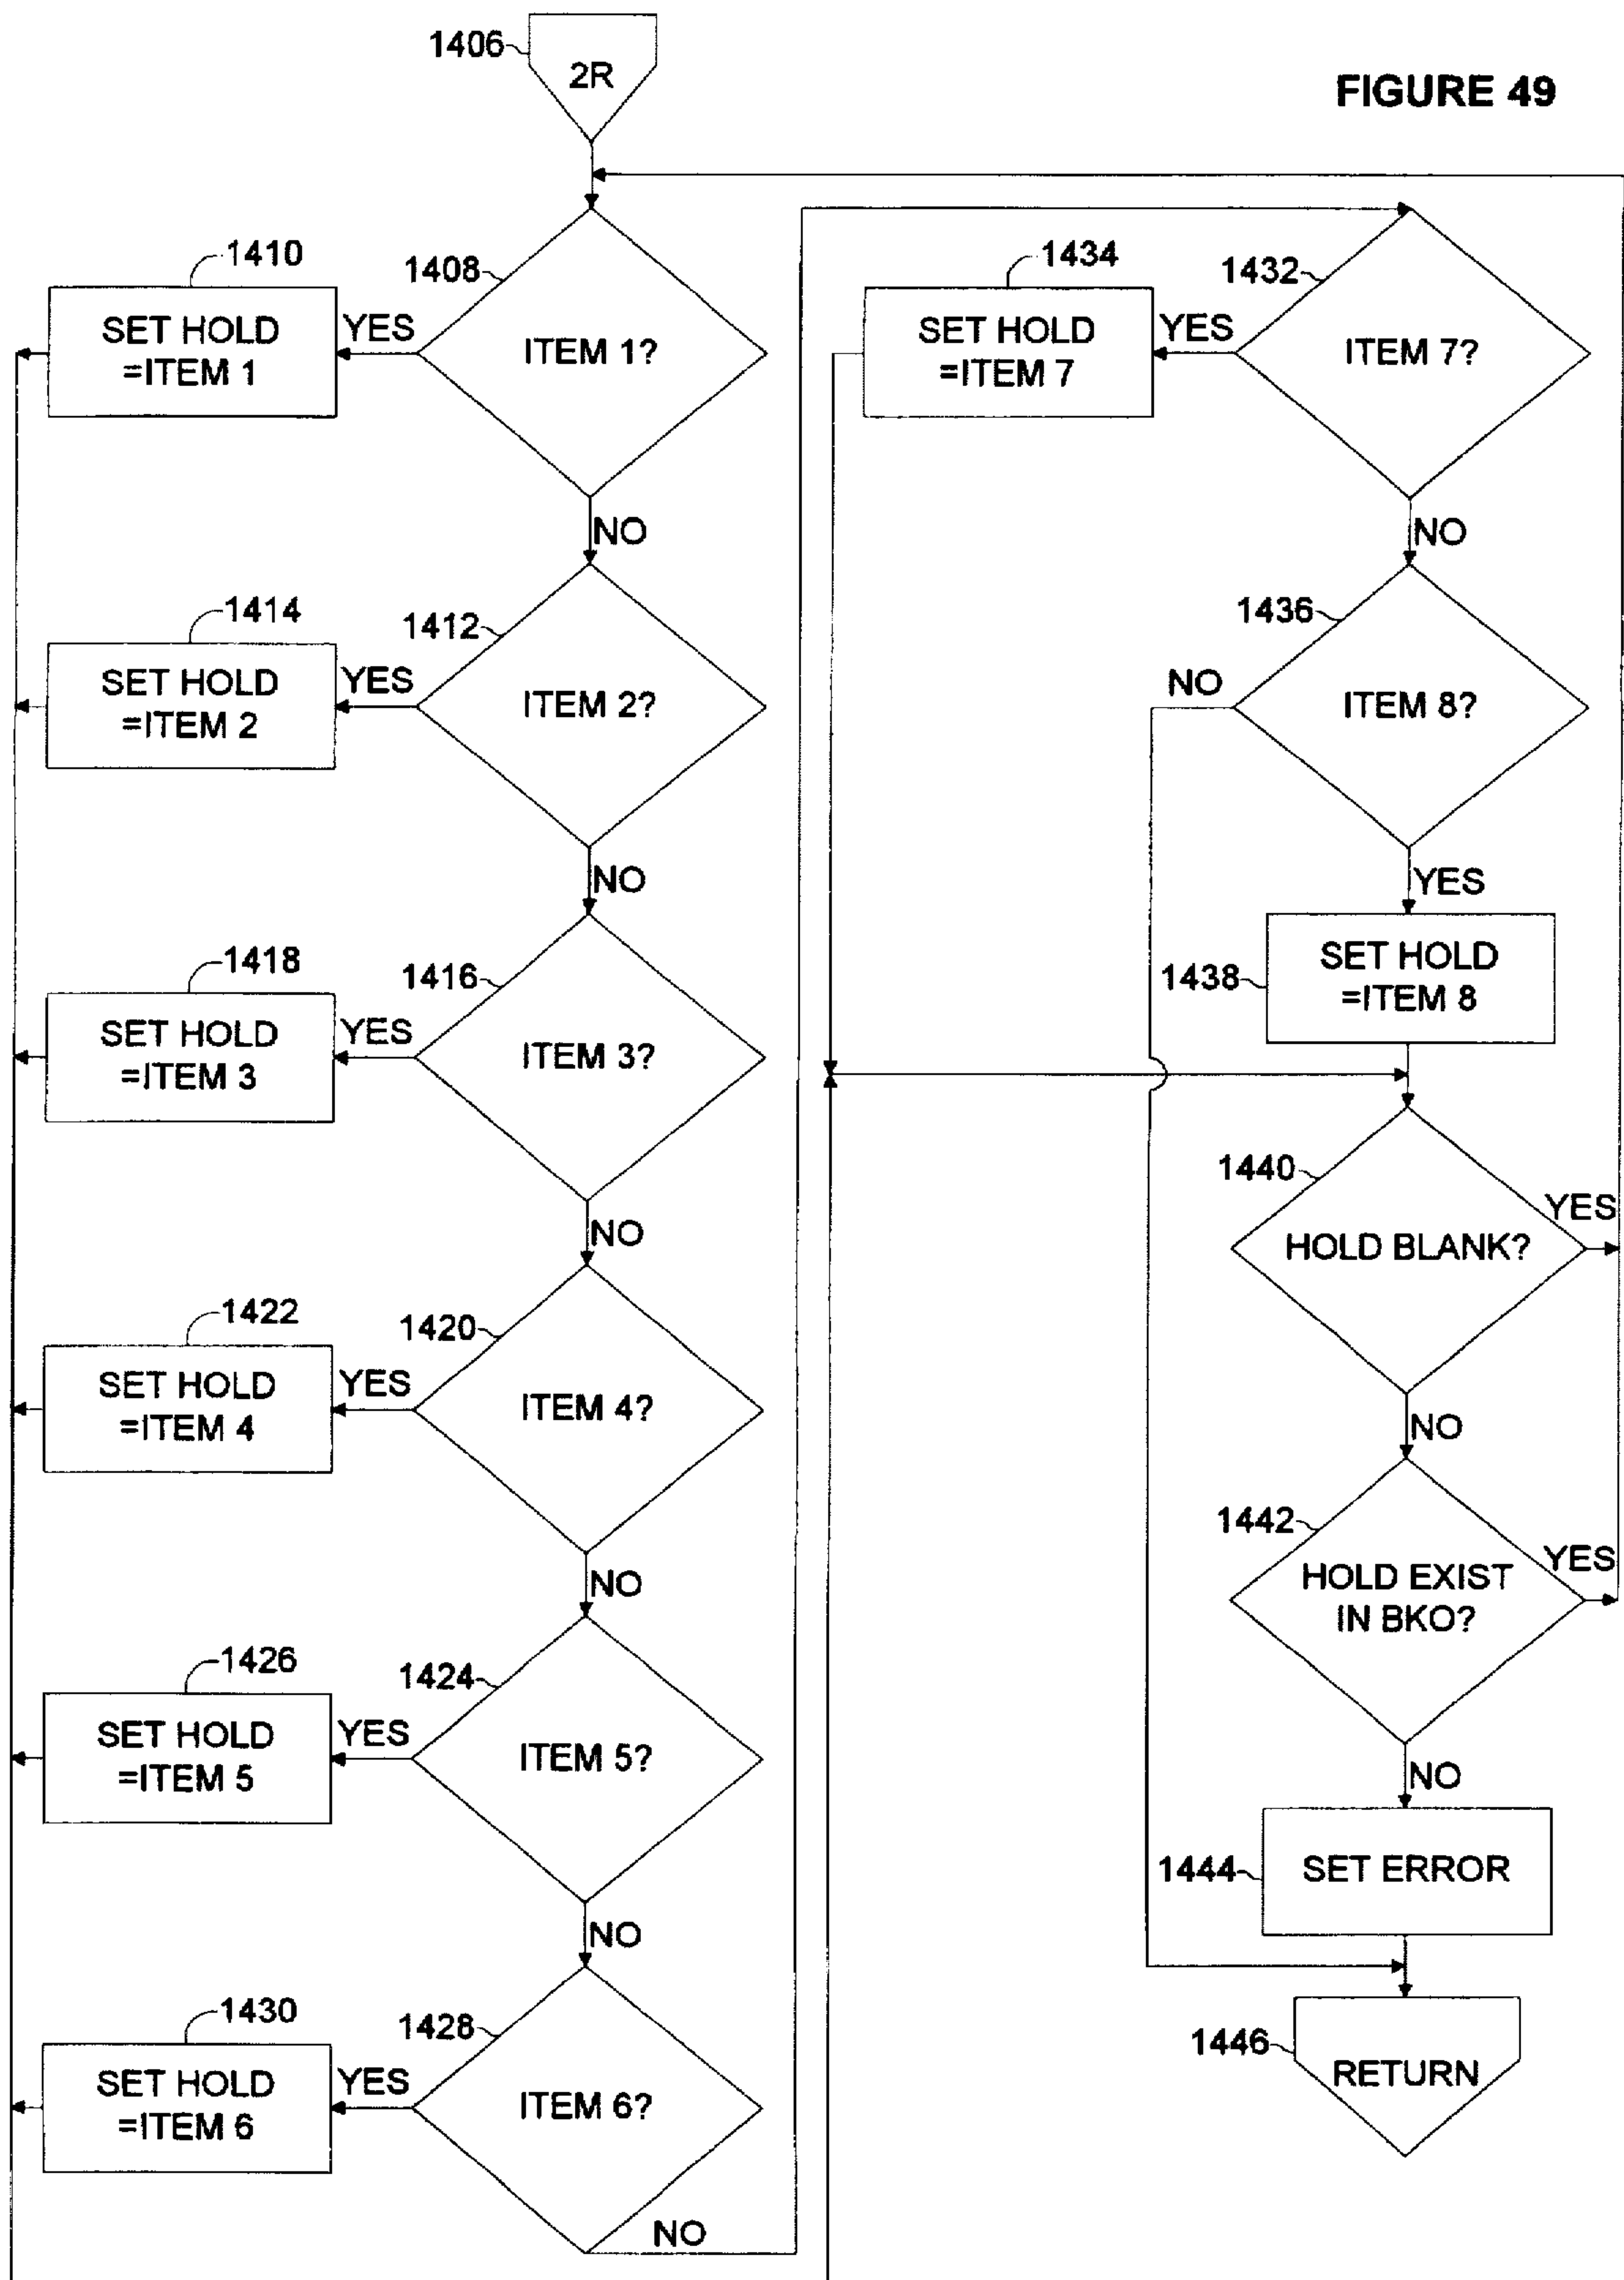 FIGURE 49
1406
2R
1410
SET HOLD
=ITEM 1
YES
1408
ITEM 1?
NO
1414
SET HOLD
=ITEM 2
YES
1412
ITEM 2?
NO
1418
SET HOLD
=ITEM 3
YES
1416
ITEM 3?
NO
1422
SET HOLD
=ITEM 4
YES
1420
ITEM 4?
NO
1426
SET HOLD
=ITEM 5
YES
1424
ITEM 5?
NO
1430
SET HOLD
=ITEM 6
YES
1428
ITEM 6?
NO
1434
SET HOLD
=ITEM 7
YES
1432
ITEM 7?
NO
1436
NO
ITEM 8?
YES
1438
SET HOLD
=ITEM 8
1440
YES
HOLD BLANK?
NO
1442
YES
HOLD EXIST
IN BKO?
NO
1444
SET ERROR
1446
RETURN